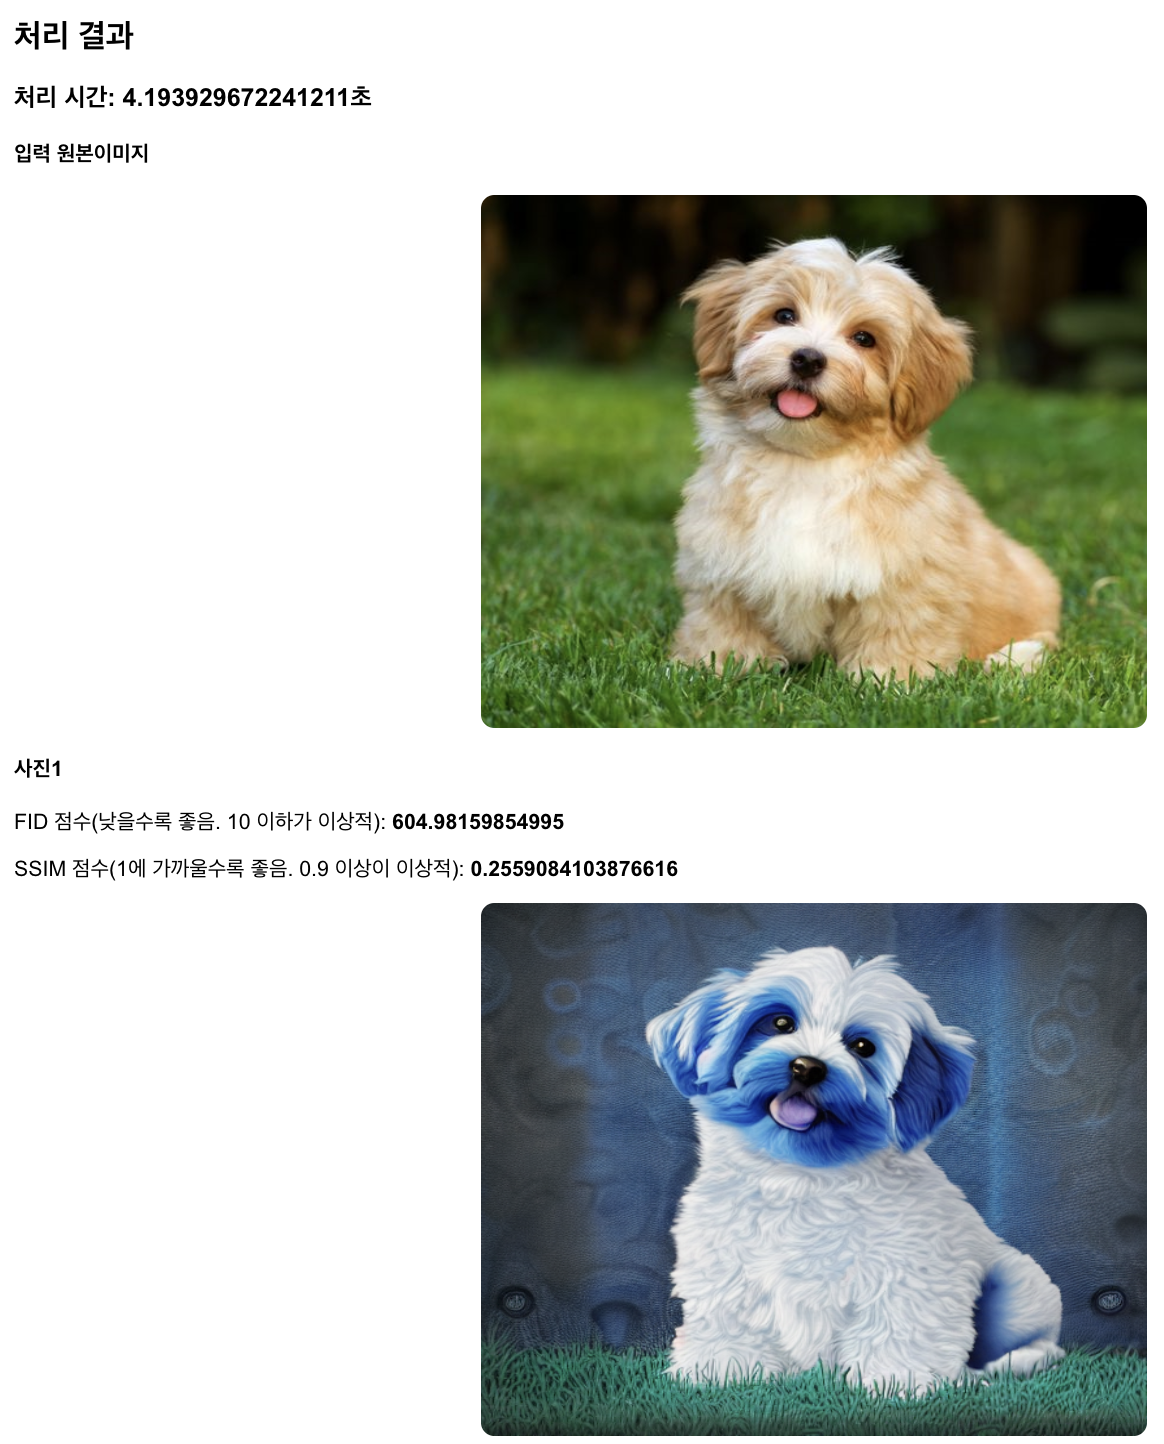 처리 결과
처리 시간: 4.193929672241211초
입력 원본이미지
사진1
FID 점수(낮을수록 좋음. 10 이하가 이상적): 604.98159854995
SSIM 점수(1에 가까울수록 좋음. 0.9 이상이 이상적): 0.2559084103876616